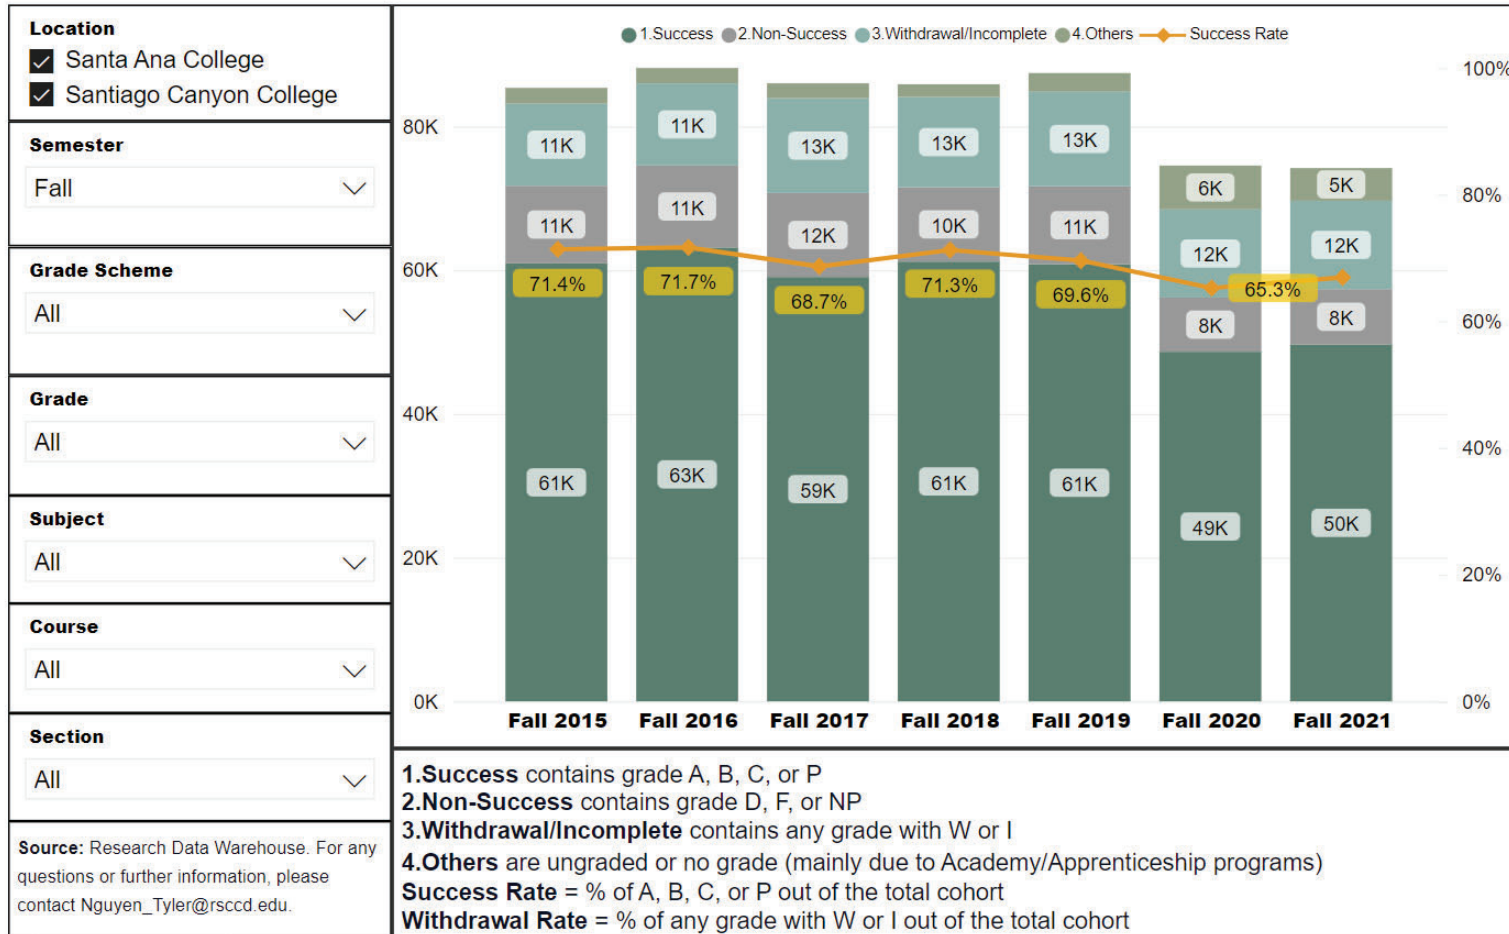 Location
Santa Ana College
Santiago Canyon College
Semester
Fall
Grade Scheme
All
Grade
All
Subject
All
Course
All
Section
All
Source: Research Data Warehouse. For any
questions or further information, please
contact Nguyen_Tyler@rsccd.edu.
1.Success 2.Non-Success 3.Withdrawal/Incomplete 4.Others Success Rate
80K
60K
40K
20K
0K
100%
80%
60%
40%
20%
0%
11K
11K
71.4%
61K
11K
11K
71.7%
63K
13K
12K
68.7%
59K
13K
10K
71.3%
61K
13K
11K
69.6%
61K
6K
12K
65.3%
8K
49K
5K
12K
8K
50K
Fall 2015 Fall 2016 Fall 2017 Fall 2018 Fall 2019 Fall 2020 Fall 2021
1.Success contains grade A, B, C, or P
2.Non-Success contains grade D, F, or NP
3.Withdrawal/Incomplete contains any grade with W or I
4.Others are ungraded or no grade (mainly due to Academy/Apprenticeship programs)
Success Rate = % of A, B, C, or P out of the total cohort
Withdrawal Rate = % of any grade with W or I out of the total cohort